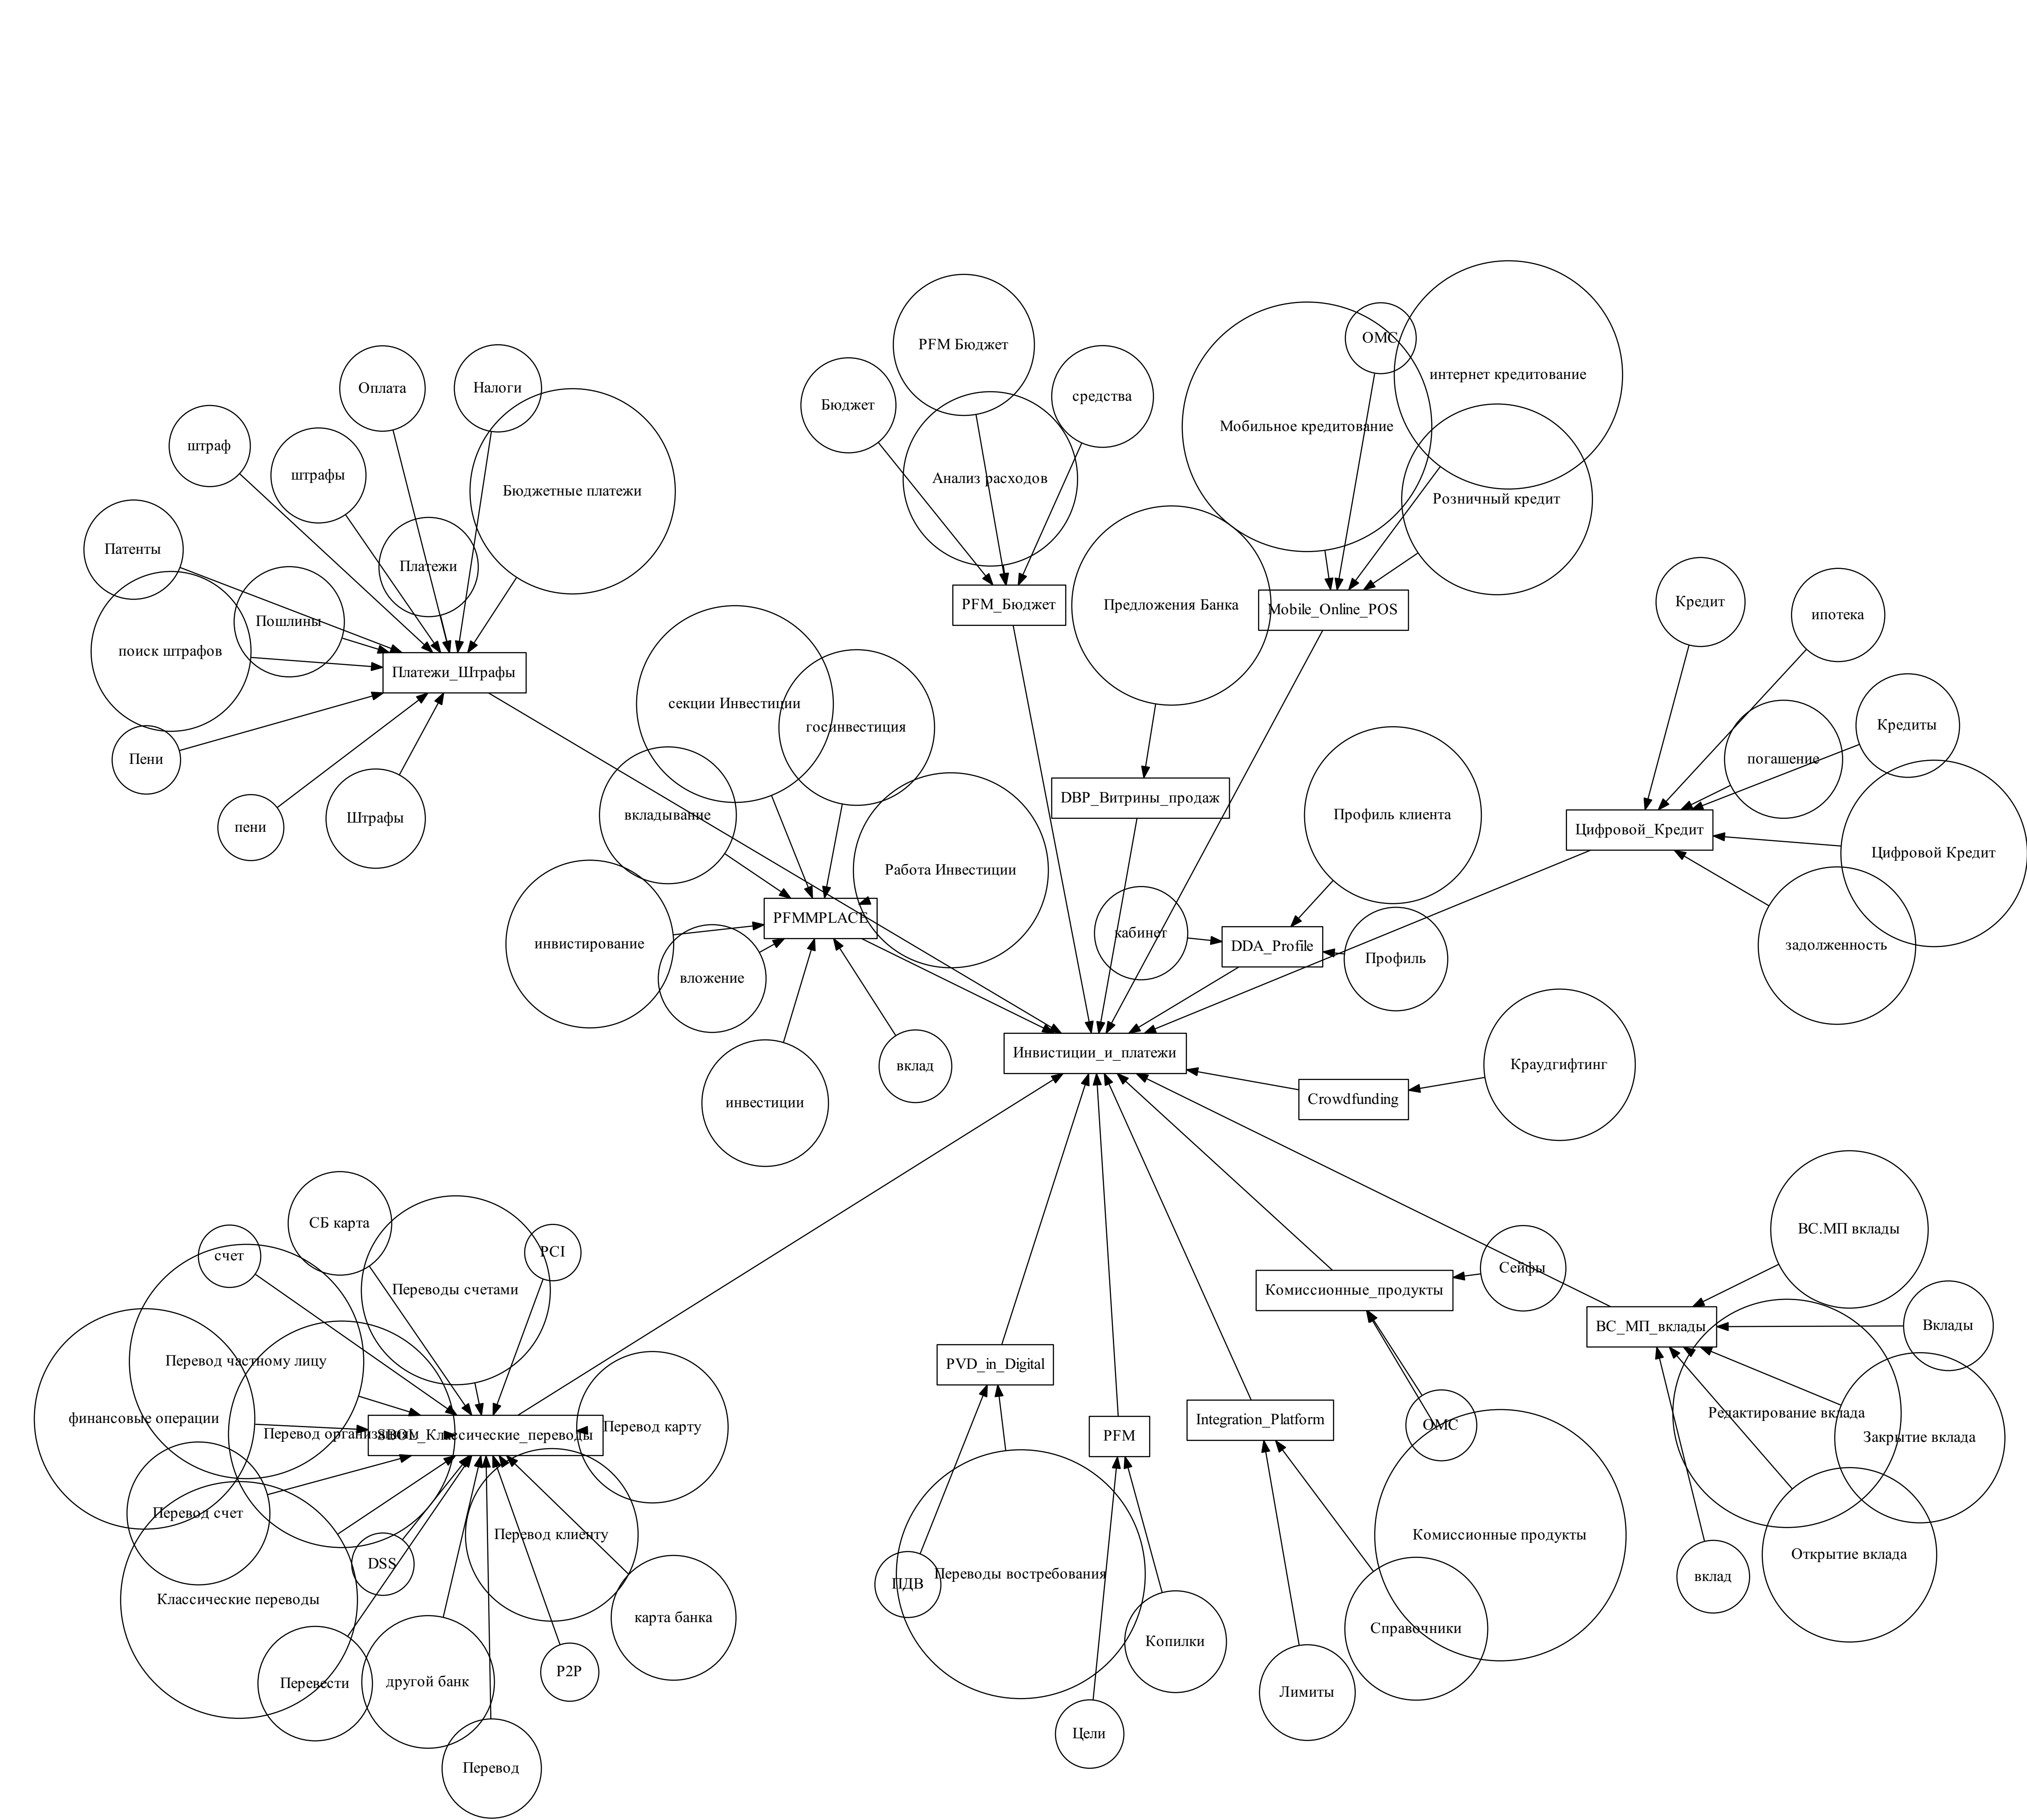 PFM Бюджет
ОМС
интернет кредитование
Оплата
Налоги
средства
Бюджет
Мобильное кредитование
штраф
штрафы
Анализ расходов
Бюджетные платежи
Розничный кредит
Патенты
Платежи
Кредит
PFM_Бюджет
Предложения Банка
Mobile_Online_POS
ипотека
Пошлины
поиск штрафов
Платежи_Штрафы
секции Инвестиции
госинвестиция
Кредиты
Пени
погашение
DBP_Витрины_продаж
вкладывание
Профиль клиента
Штрафы
пени
Цифровой_Кредит
Цифровой Кредит
Работа Инвестиции
PFMMPLACE
кабинет
инвистирование
DDA_Profile
задолженность
Профиль
вложение
Инвестиции_и_платежи
вклад
Краудгифтинг
инвестиции
Crowdfunding
СБ карта
ВС.МП вклады
счет
PCI
Сейфы
Переводы счетами
Комиссионные_продукты
ВС_МП_вклады
Вклады
Перевод частному лицу
PVD_in_Digital
Редактирование вклада
финансовые операции
Integration_Platform
ОМС
Перевод карту
Перевод организациям
SBOL_Классические_переводы
PFM
Закрытие вклада
Перевод счет
Перевод клиенту
Комиссионные продукты
Открытие вклада
DSS
Переводы востребования
вклад
ПДВ
Классические переводы
карта банка
Справочники
Копилки
P2P
другой банк
Перевести
Лимиты
Цели
Перевод